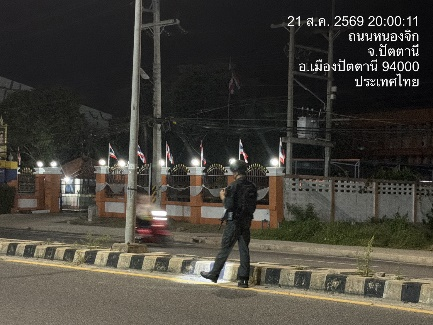 21 ส.ค. 2569 20:00:11
ถนนหนองจิก
จ.ปัตตานี
อ.เมืองปัตตานี 94000
ประเทศไทย